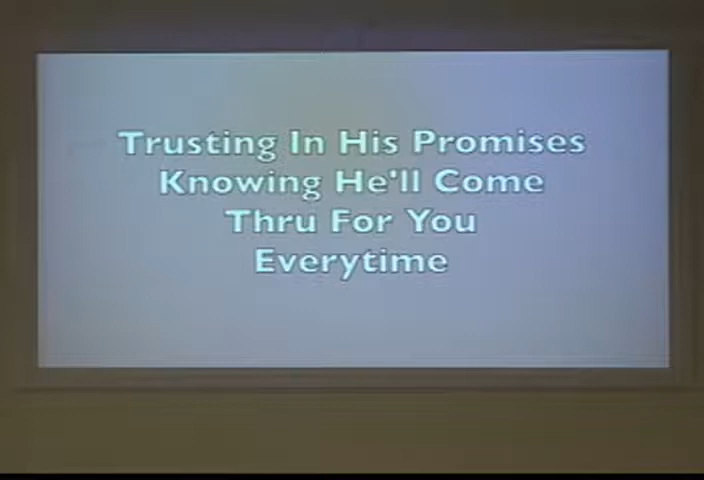 Trusting In His Promises
Knowing He'll Come
Thru For You
Everytime